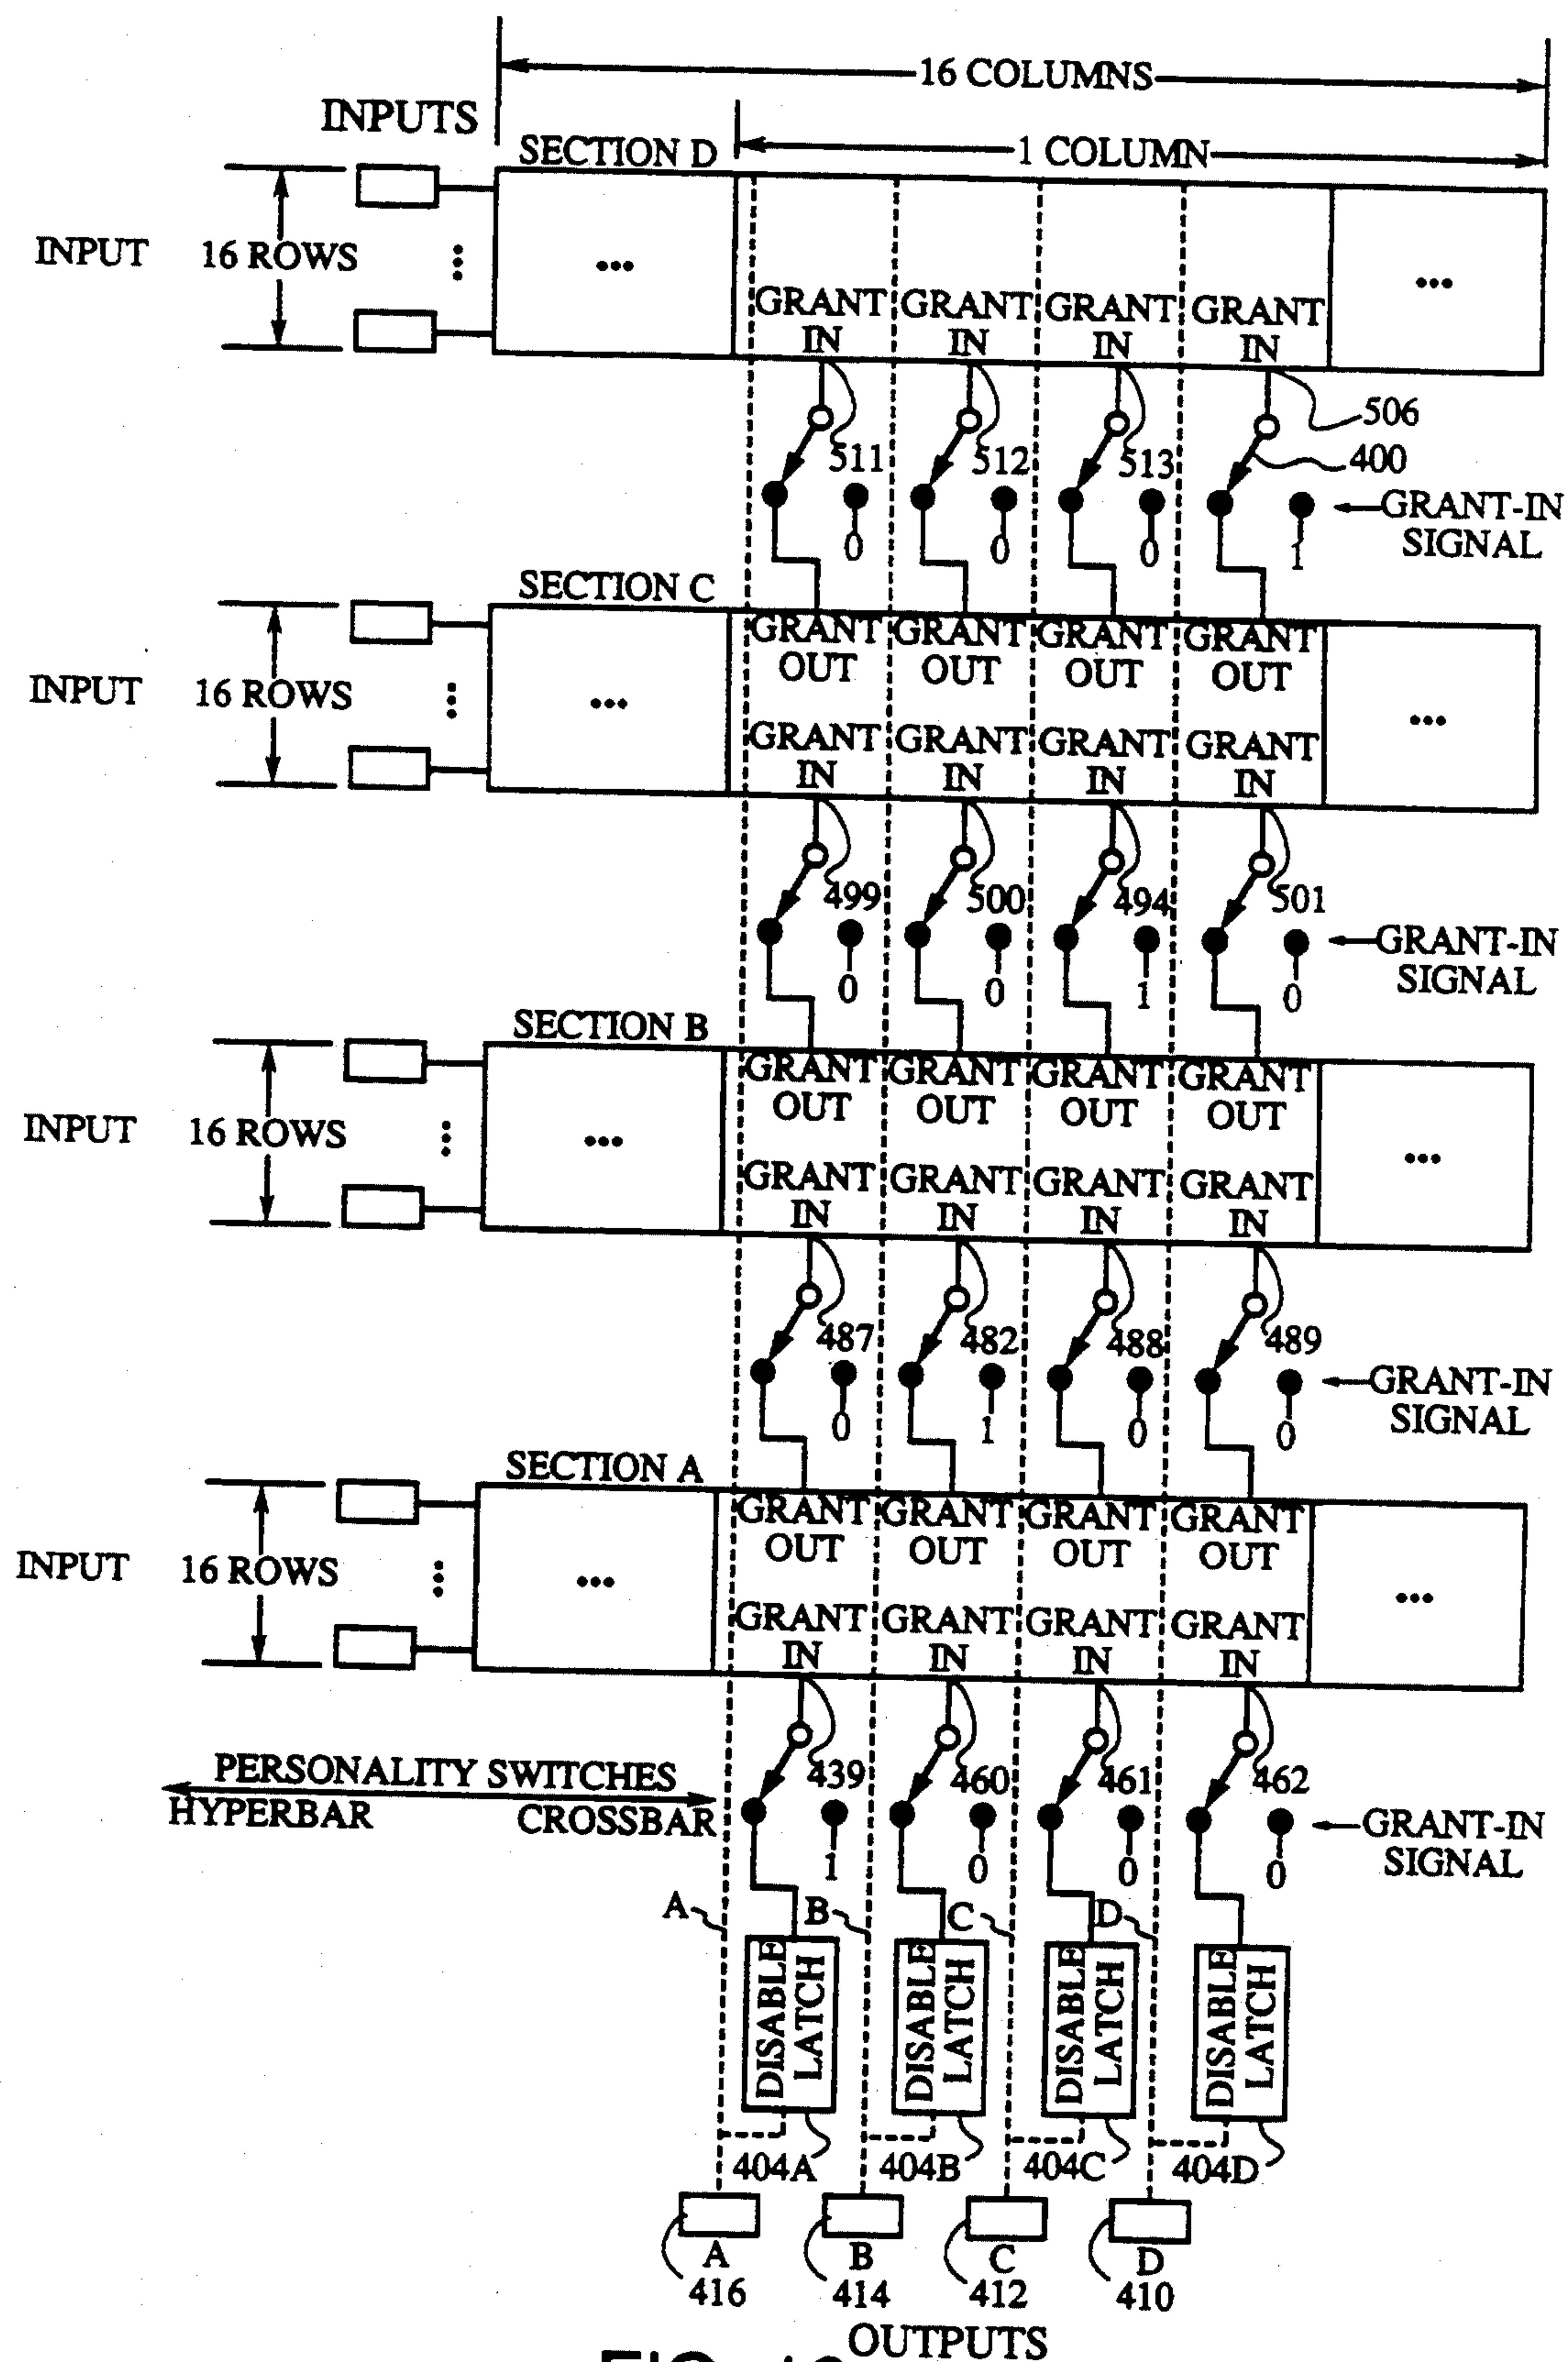 16 COLUMNS
INPUTS
SECTION D
1 COLUMN
INPUT
16 ROWS
GRANT IN GRANT IN GRANT IN GRANT IN
506
511 512 513 400
GRANT-IN SIGNAL
0 0 0 1
SECTION C
GRANT OUT GRANT OUT GRANT OUT GRANT OUT
INPUT
16 ROWS
GRANT IN GRANT IN GRANT IN GRANT IN
499 500 494 501
GRANT-IN SIGNAL
0 0 1 0
SECTION B
GRANT OUT GRANT OUT GRANT OUT GRANT OUT
INPUT
16 ROWS
GRANT IN GRANT IN GRANT IN GRANT IN
487 482 488 489
GRANT-IN SIGNAL
0 1 0 0
SECTION A
GRANT OUT GRANT OUT GRANT OUT GRANT OUT
INPUT
16 ROWS
GRANT IN GRANT IN GRANT IN GRANT IN
PERSONALITY SWITCHES
439 460 461 462
HYPERBAR CROSSBAR
GRANT-IN SIGNAL
1 0 0 0
A B C D
DISABLE LATCH DISABLE LATCH DISABLE LATCH DISABLE LATCH
404A 404B 404C 404D
A B C D
416 414 412 410
OUTPUTS